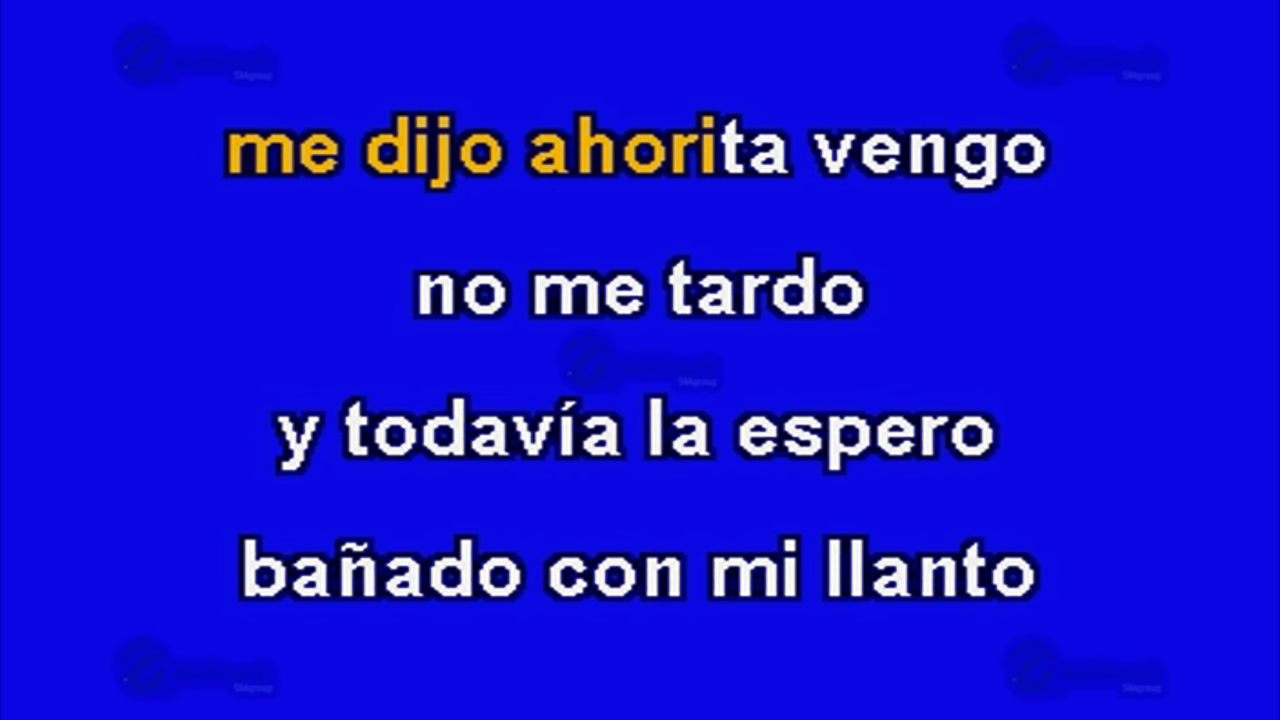 me dijo ahorita vengo
no me tardo
y todavía la espero
bañado con mi llanto